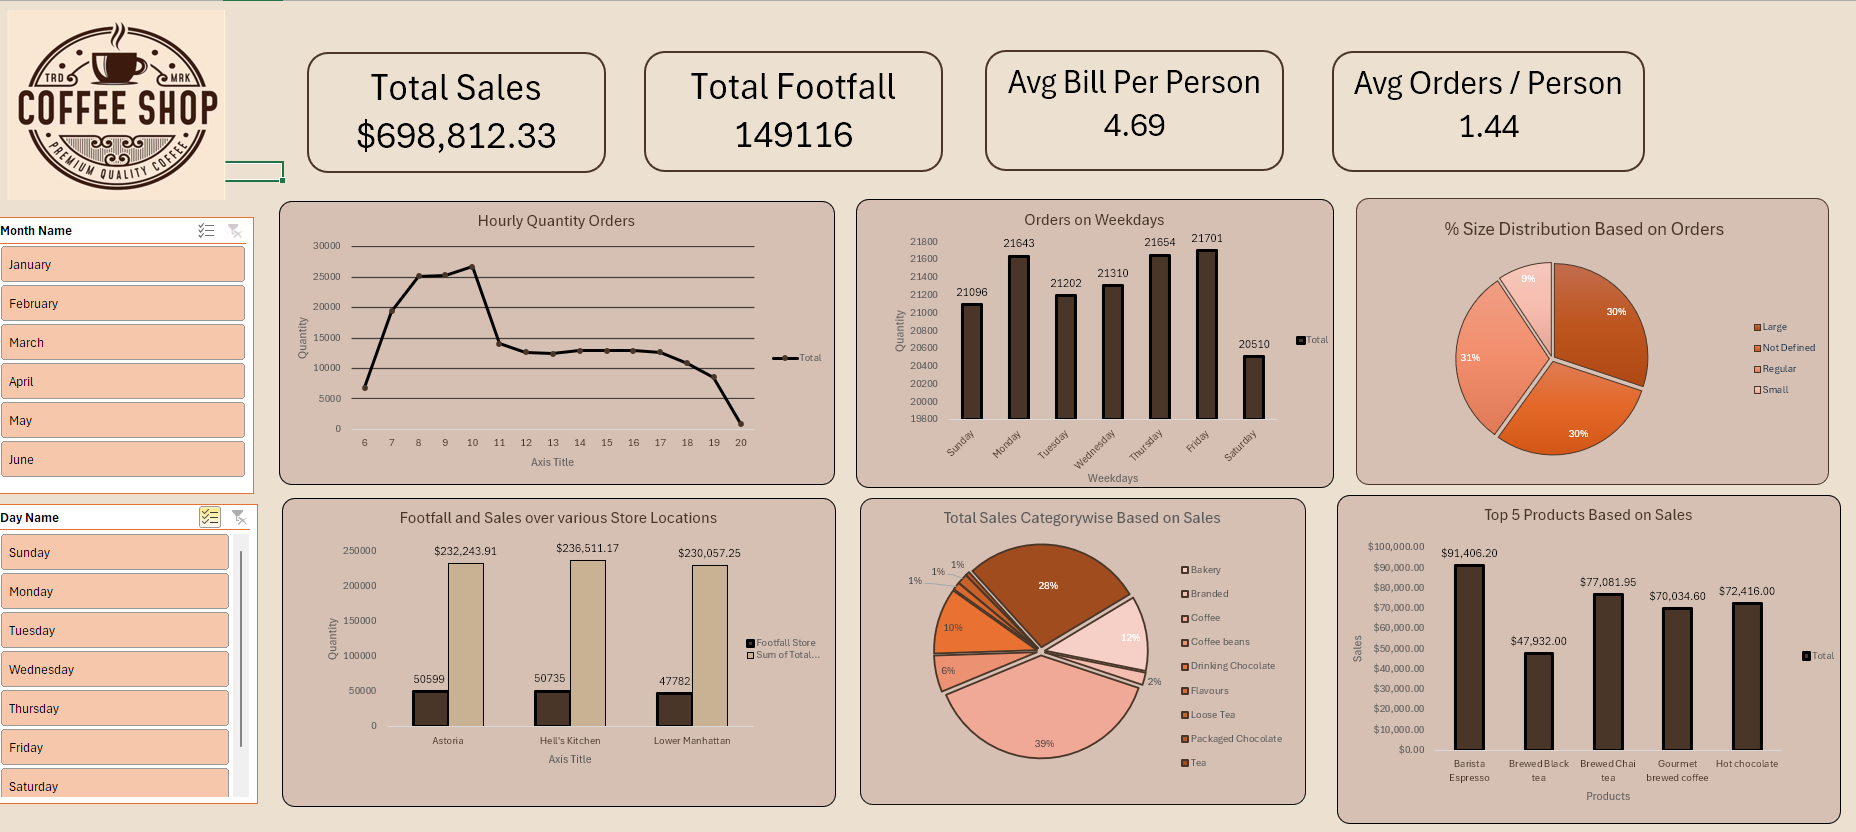 TRD MRK
COFFEE SHOP
PREMIUM QUALITY COFFEE
Total Sales
$698,812.33
Total Footfall
149116
Avg Bill Per Person
4.69
Avg Orders / Person
1.44
Month Name
January
February
March
April
May
June
Day Name
Sunday
Monday
Tuesday
Wednesday
Thursday
Friday
Saturday
Hourly Quantity Orders
30000
25000
20000
15000
10000
5000
0
Quantity
6 7 8 9 10 11 12 13 14 15 16 17 18 19 20
Axis Title
Total
Orders on Weekdays
21800
21600
21400
21200
21000
20800
20600
20400
20200
20000
19800
Quantity
21096 21643 21202 21310 21654 21701 20510
Sunday Monday Tuesday Wednesday Thursday Friday Saturday
Weekdays
Total
% Size Distribution Based on Orders
9%
30%
31%
30%
Large
Not Defined
Regular
Small
Footfall and Sales over various Store Locations
250000
200000
150000
100000
50000
0
Quantity
$232,243.91 $236,511.17 $230,057.25
50599 50735 47782
Astoria Hell's Kitchen Lower Manhattan
Axis Title
Footfall Store
Sum of Total...
Total Sales Categorywise Based on Sales
1% 1% 1%
28%
12%
2%
39%
6%
10%
Bakery
Branded
Coffee
Coffee beans
Drinking Chocolate
Flavours
Loose Tea
Packaged Chocolate
Tea
Top 5 Products Based on Sales
$100,000.00
$90,000.00
$80,000.00
$70,000.00
$60,000.00
$50,000.00
$40,000.00
$30,000.00
$20,000.00
$10,000.00
$0.00
Sales
$91,406.20 $47,932.00 $77,081.95 $70,034.60 $72,416.00
Barista Brewed Black Brewed Chai Gourmet Hot chocolate
Espresso tea tea brewed coffee
Products
Total